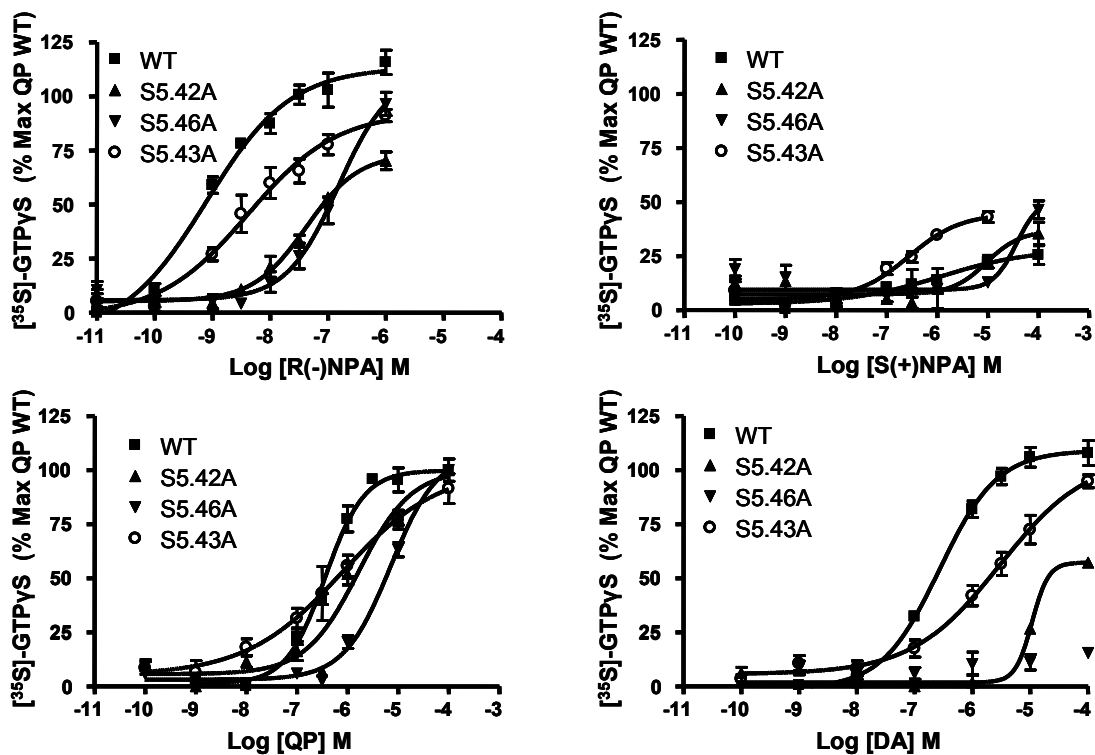 [³⁵S]-GTPγS (% Max QP WT)
125
100
75
50
25
0
WT
S5.42A
S5.46A
S5.43A
-11 -10 -9 -8 -7 -6 -5 -4
Log [R(-)NPA] M
[³⁵S]-GTPγS (% Max QP WT)
125
100
75
50
25
0
WT
S5.42A
S5.46A
S5.43A
-11 -10 -9 -8 -7 -6 -5 -4 -3
Log [S(+)NPA] M
[³⁵S]-GTPγS (% Max QP WT)
125
100
75
50
25
0
WT
S5.42A
S5.46A
S5.43A
-11 -10 -9 -8 -7 -6 -5 -4 -3
Log [QP] M
[³⁵S]-GTPγS (% Max QP WT)
125
100
75
50
25
0
WT
S5.42A
S5.46A
S5.43A
-11 -10 -9 -8 -7 -6 -5 -4
Log [DA] M